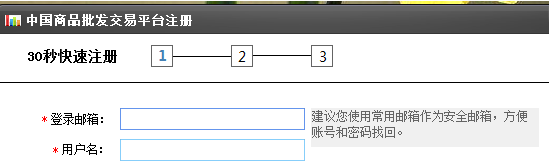 中国商品批发交易平台注册
30秒快速注册 1 2 3
*登录邮箱：
建议您使用常用邮箱作为安全邮箱，方便
账号和密码找回。
*用户名：